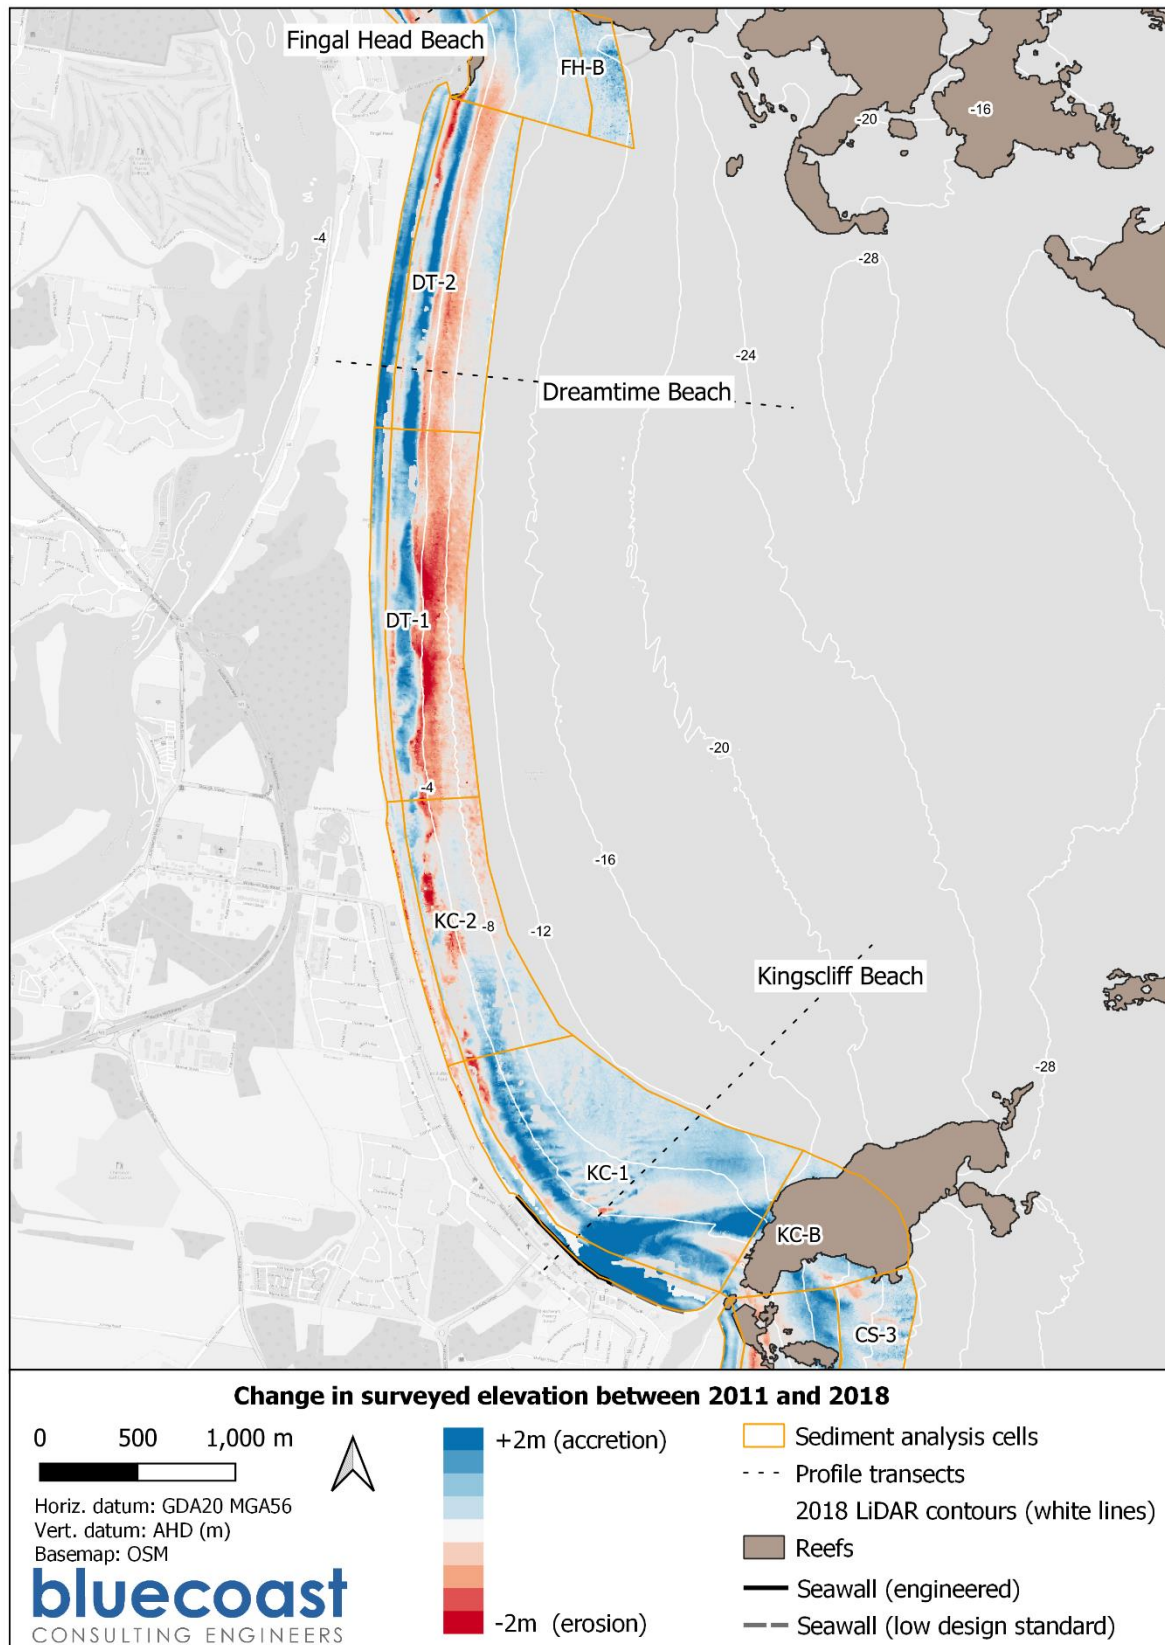 Fingal Head Beach
FH-B
-20
-16
-4
-28
DT-2
-24
Dreamtime Beach
DT-1
-20
-4
-16
KC-2
-8
-12
Kingscliff Beach
-28
KC-1
KC-B
CS-3
Change in surveyed elevation between 2011 and 2018
0 500 1,000 m
Horiz. datum: GDA20 MGA56
Vert. datum: AHD (m)
Basemap: OSM
bluecoast
CONSULTING ENGINEERS
+2m (accretion)
-2m (erosion)
Sediment analysis cells
Profile transects
2018 LiDAR contours (white lines)
Reefs
Seawall (engineered)
Seawall (low design standard)